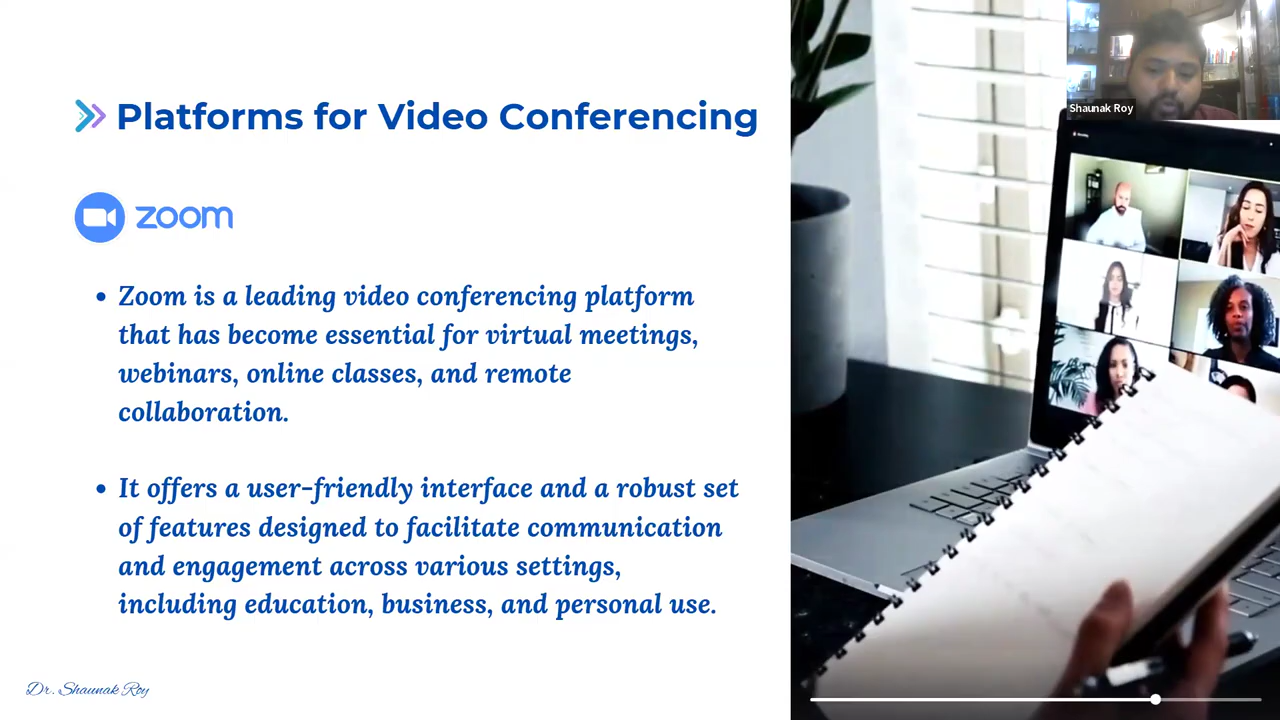 Platforms for Video Conferencing
Shaunak Roy
zoom
• Zoom is a leading video conferencing platform
that has become essential for virtual meetings,
webinars, online classes, and remote
collaboration.
• It offers a user-friendly interface and a robust set
of features designed to facilitate communication
and engagement across various settings,
including education, business, and personal use.
Dr. Shaunak Roy